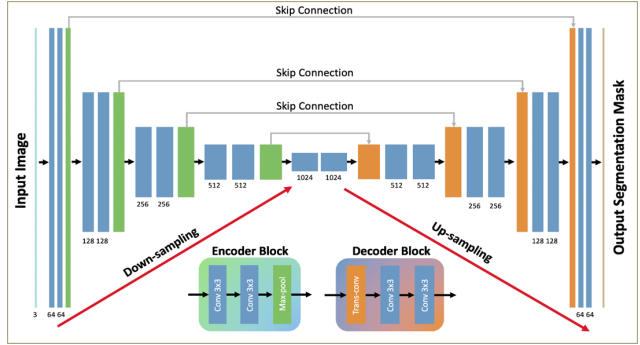 Skip Connection
Skip Connection
Skip Connection
Input Image
Output Segmentation Mask
3
64 64
128 128
256 256
512 512
1024 1024
512 512
256 256
128 128
64 64
Down-sampling
Up-sampling
Encoder Block
Conv 3x3
Conv 3x3
Max-pool
Decoder Block
Trans-conv
Conv 3x3
Conv 3x3